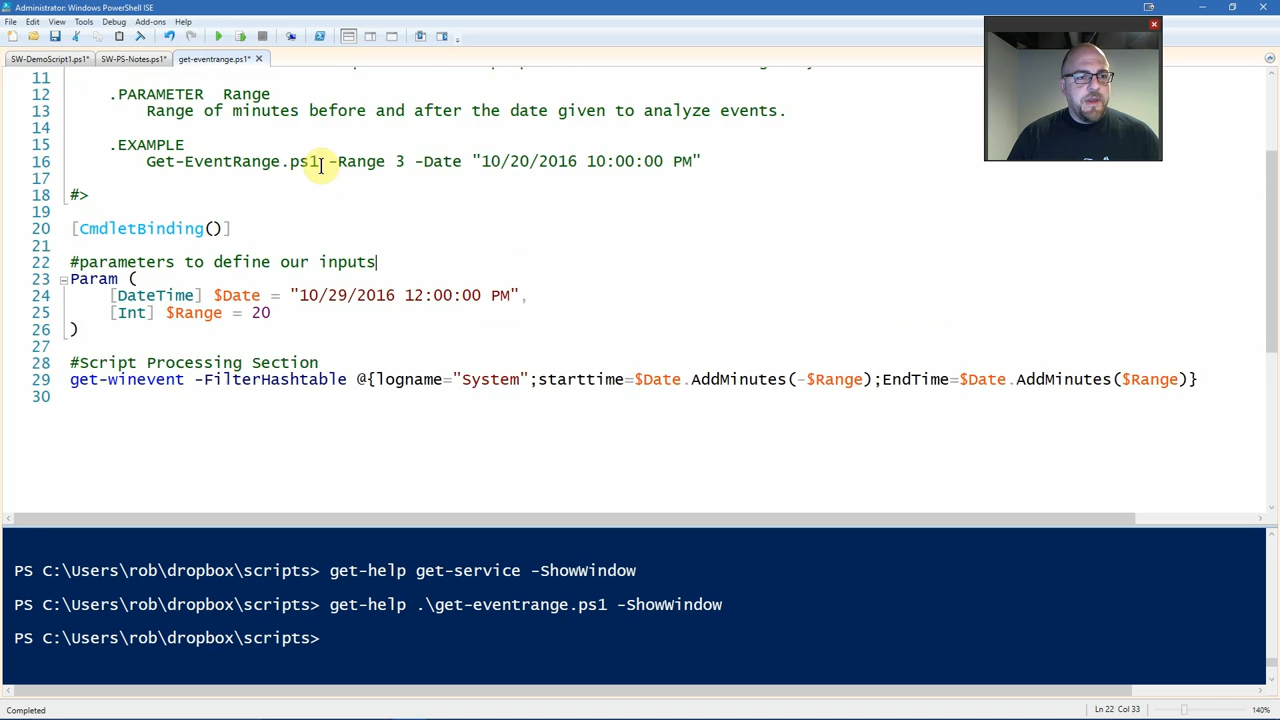 Administrator: Windows PowerShell ISE
File Edit View Tools Debug Add-ons Help
SW-DemoScript1.ps1* SW-PS-Notes.ps1* get-eventrange.ps1*
11
12 .PARAMETER Range
13 Range of minutes before and after the date given to analyze events.
14
15 .EXAMPLE
16 Get-EventRange.ps1 -Range 3 -Date "10/20/2016 10:00:00 PM"
17
18 #>
19
20 [CmdletBinding()]
21
22 #parameters to define our inputs
23 Param (
24 [DateTime] $Date = "10/29/2016 12:00:00 PM",
25 [Int] $Range = 20
26 )
27
28 #Script Processing Section
29 get-winevent -FilterHashtable @{logname="System";starttime=$Date.AddMinutes(-$Range);EndTime=$Date.AddMinutes($Range)}
30
PS C:\Users\rob\dropbox\scripts> get-help get-service -ShowWindow
PS C:\Users\rob\dropbox\scripts> get-help .\get-eventrange.ps1 -ShowWindow
PS C:\Users\rob\dropbox\scripts>
Completed Ln 22 Col 33 140%